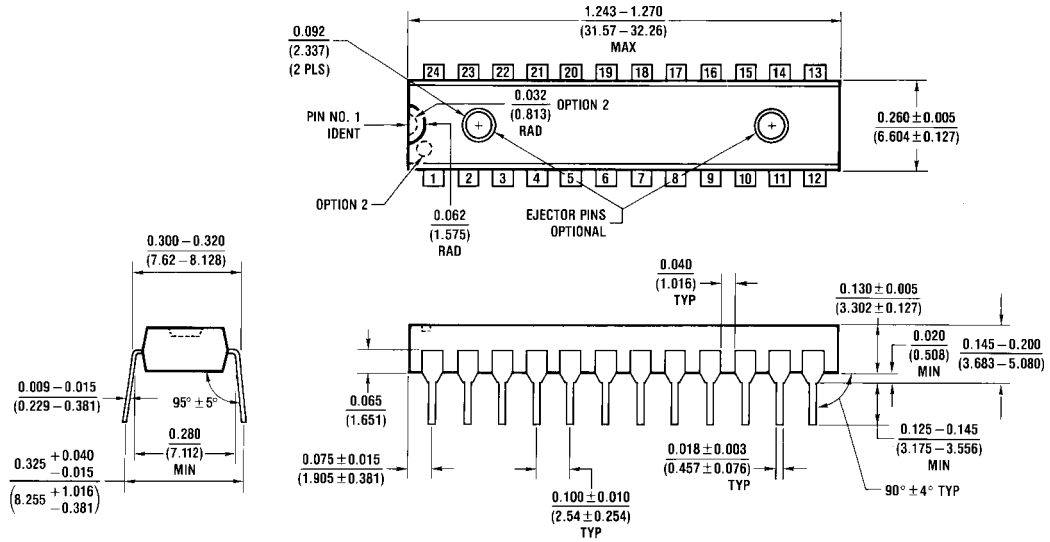 1.243 – 1.270
(31.57 – 32.26)
MAX
0.092
(2.337)
(2 PLS)
24 23 22 21 20 19 18 17 16 15 14 13
0.032
(0.813)
RAD
OPTION 2
PIN NO. 1
IDENT
0.260 ± 0.005
(6.604 ± 0.127)
1 2 3 4 5 6 7 8 9 10 11 12
OPTION 2
0.062
(1.575)
RAD
EJECTOR PINS
OPTIONAL
0.300 – 0.320
(7.62 – 8.128)
0.040
(1.016)
TYP
0.130 ± 0.005
(3.302 ± 0.127)
0.020
(0.508)
MIN
0.145 – 0.200
(3.683 – 5.080)
0.009 – 0.015
(0.229 – 0.381)
95° ± 5°
0.065
(1.651)
0.280
(7.112)
MIN
0.125 – 0.145
(3.175 – 3.556)
MIN
0.325 +0.040 –0.015
(8.255 +1.016 –0.381)
0.075 ± 0.015
(1.905 ± 0.381)
0.018 ± 0.003
(0.457 ± 0.076)
TYP
90° ± 4° TYP
0.100 ± 0.010
(2.54 ± 0.254)
TYP